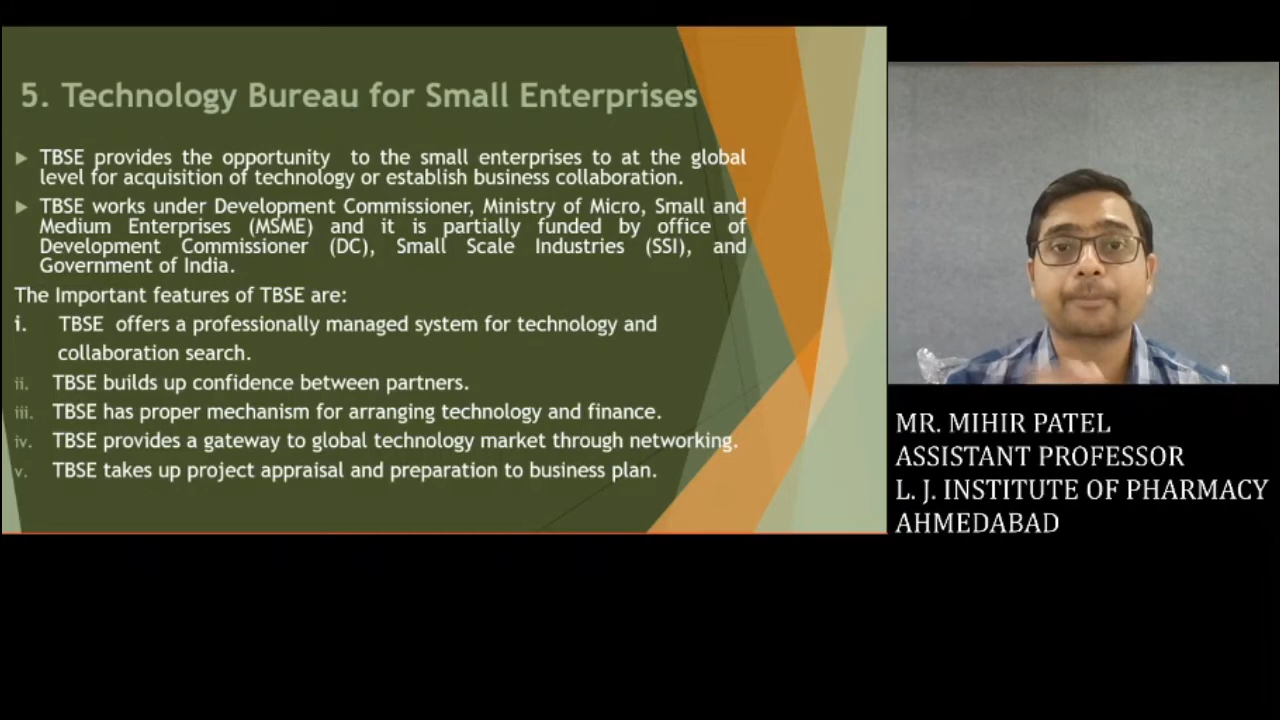 5. Technology Bureau for Small Enterprises
TBSE provides the opportunity to the small enterprises to at the global
level for acquisition of technology or establish business collaboration.
TBSE works under Development Commissioner, Ministry of Micro, Small and
Medium Enterprises (MSME) and it is partially funded by office of
Development Commissioner (DC), Small Scale Industries (SSI), and
Government of India.
The Important features of TBSE are:
i. TBSE offers a professionally managed system for technology and
collaboration search.
ii. TBSE builds up confidence between partners.
iii. TBSE has proper mechanism for arranging technology and finance.
iv. TBSE provides a gateway to global technology market through networking.
v. TBSE takes up project appraisal and preparation to business plan.
MR. MIHIR PATEL
ASSISTANT PROFESSOR
L. J. INSTITUTE OF PHARMACY
AHMEDABAD